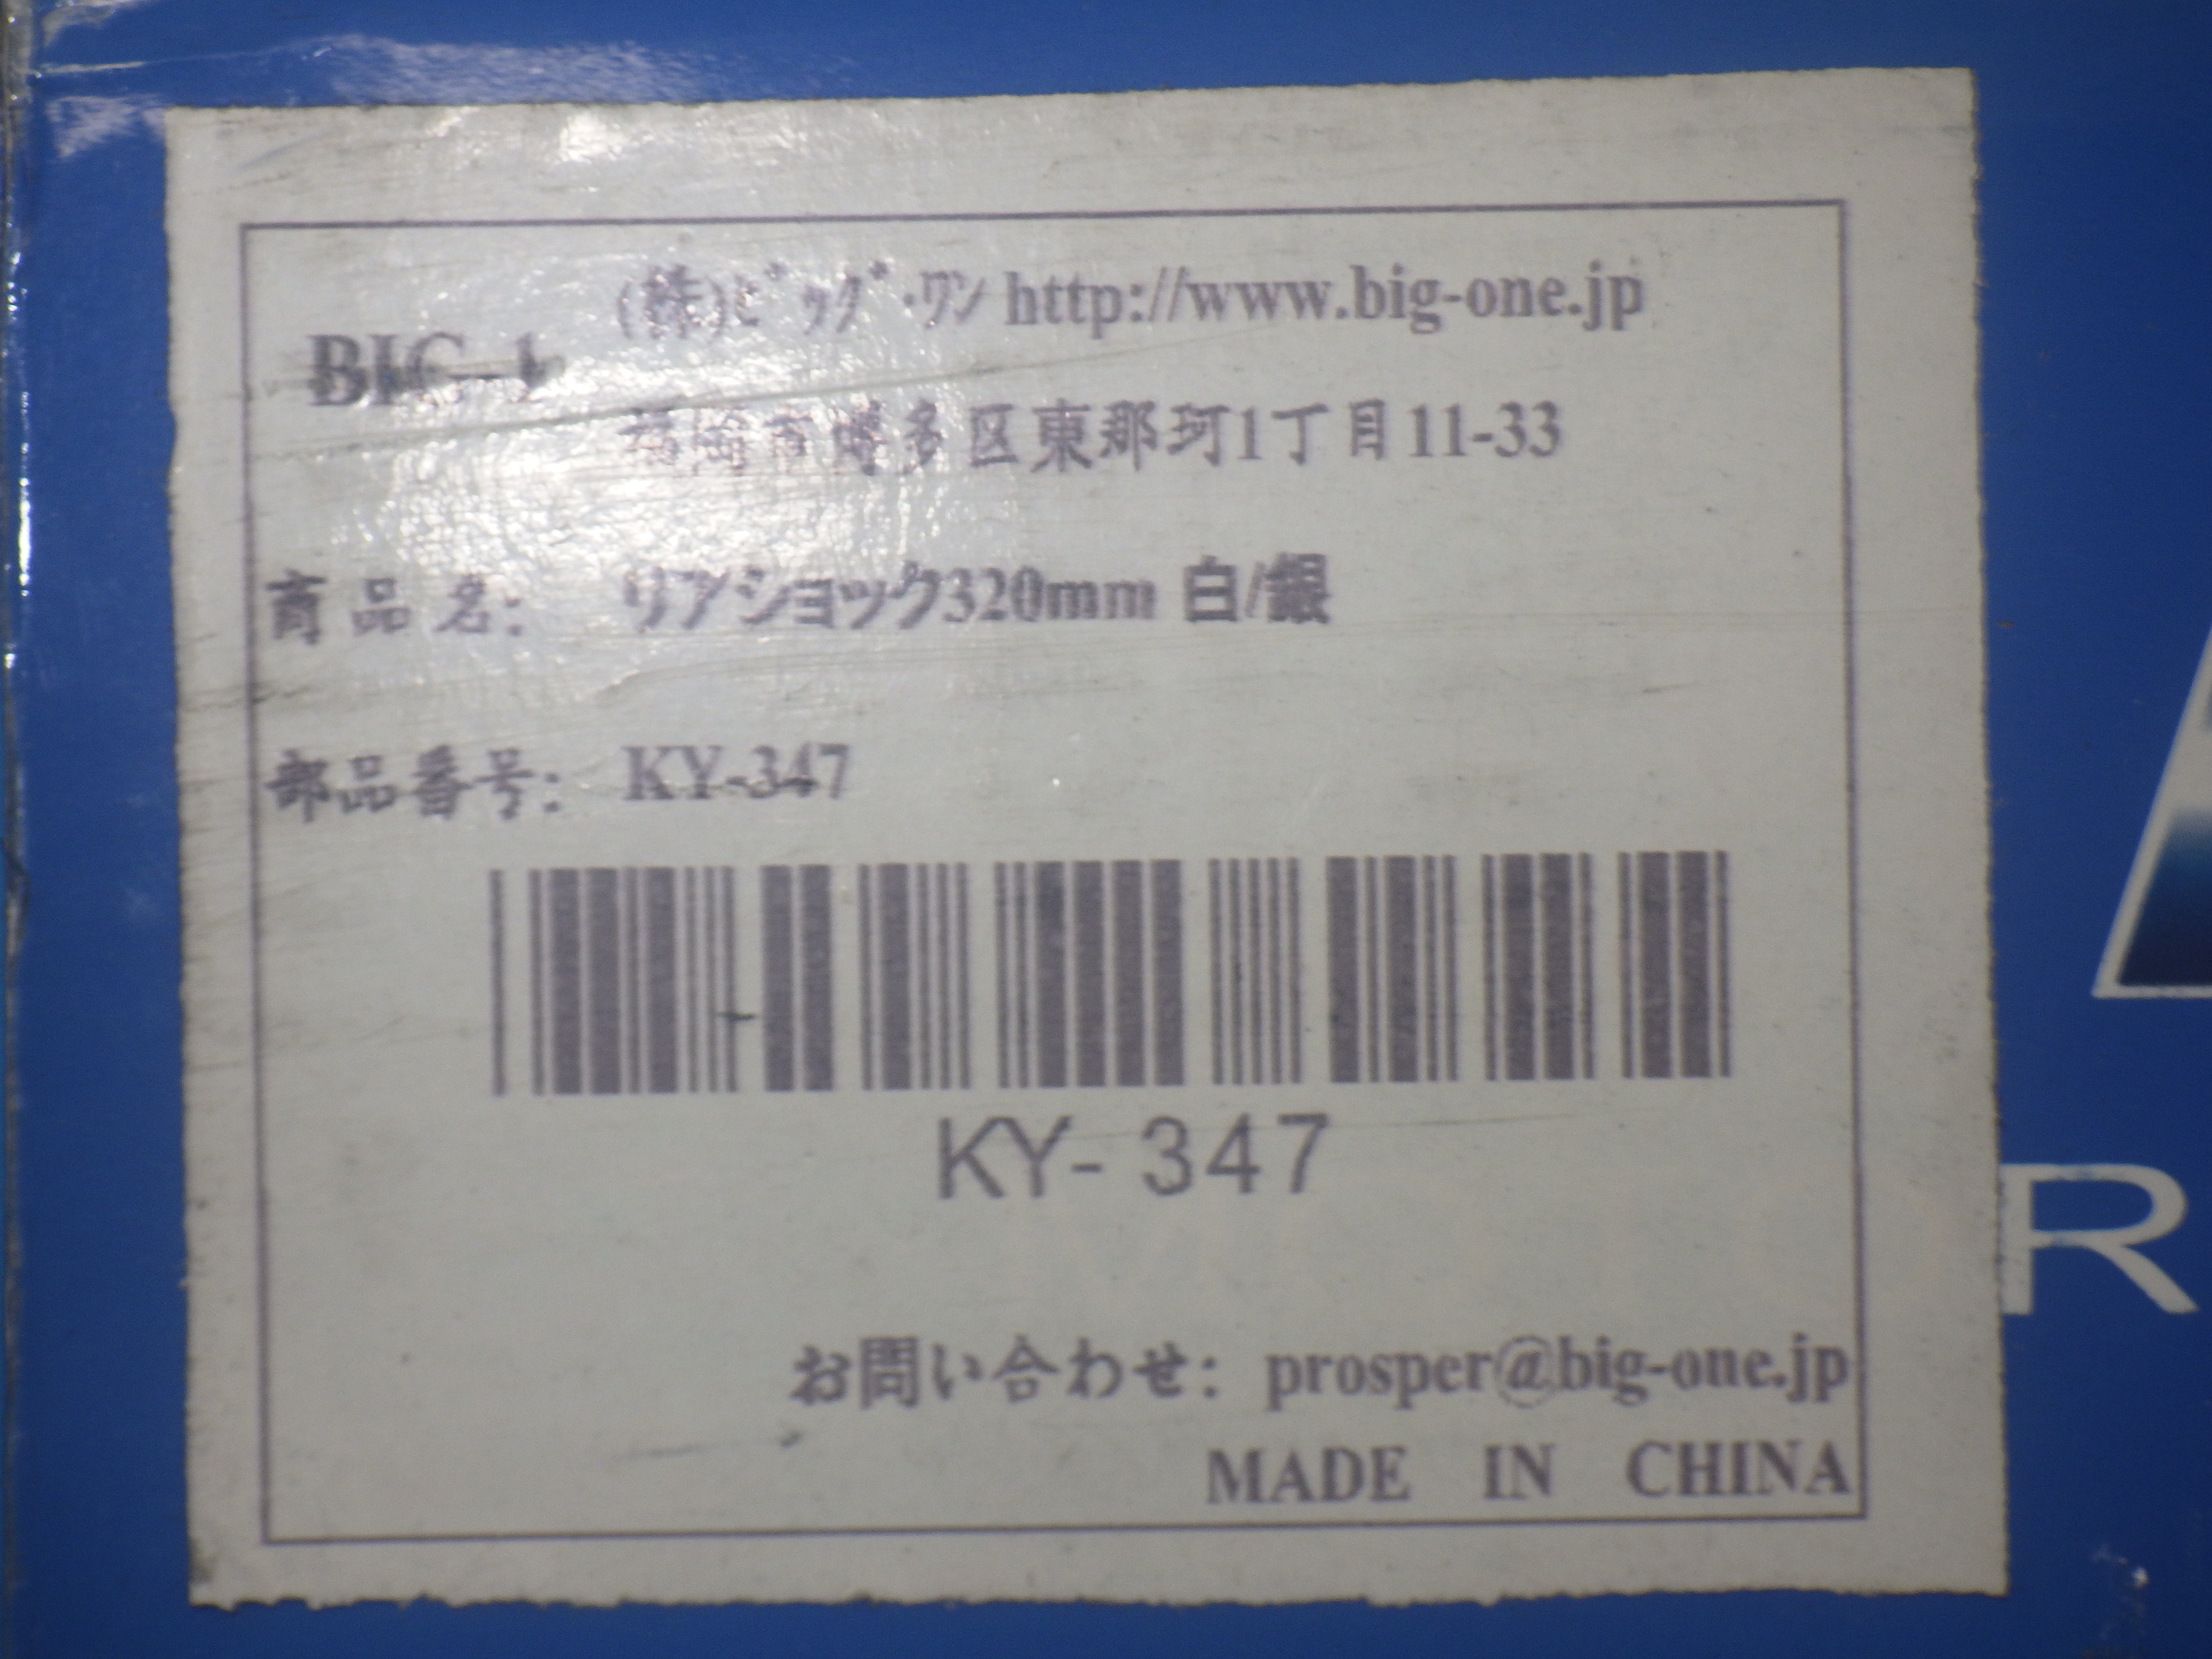 (株)ﾋﾞｯｸﾞ･ﾜﾝ http://www.big-one.jp
BIG-1
福岡市博多区東那珂1丁目11-33
商品名: リアショック320mm 白/銀
部品番号: KY-347
KY-347
R
お問い合わせ: prosper@big-one.jp
MADE IN CHINA